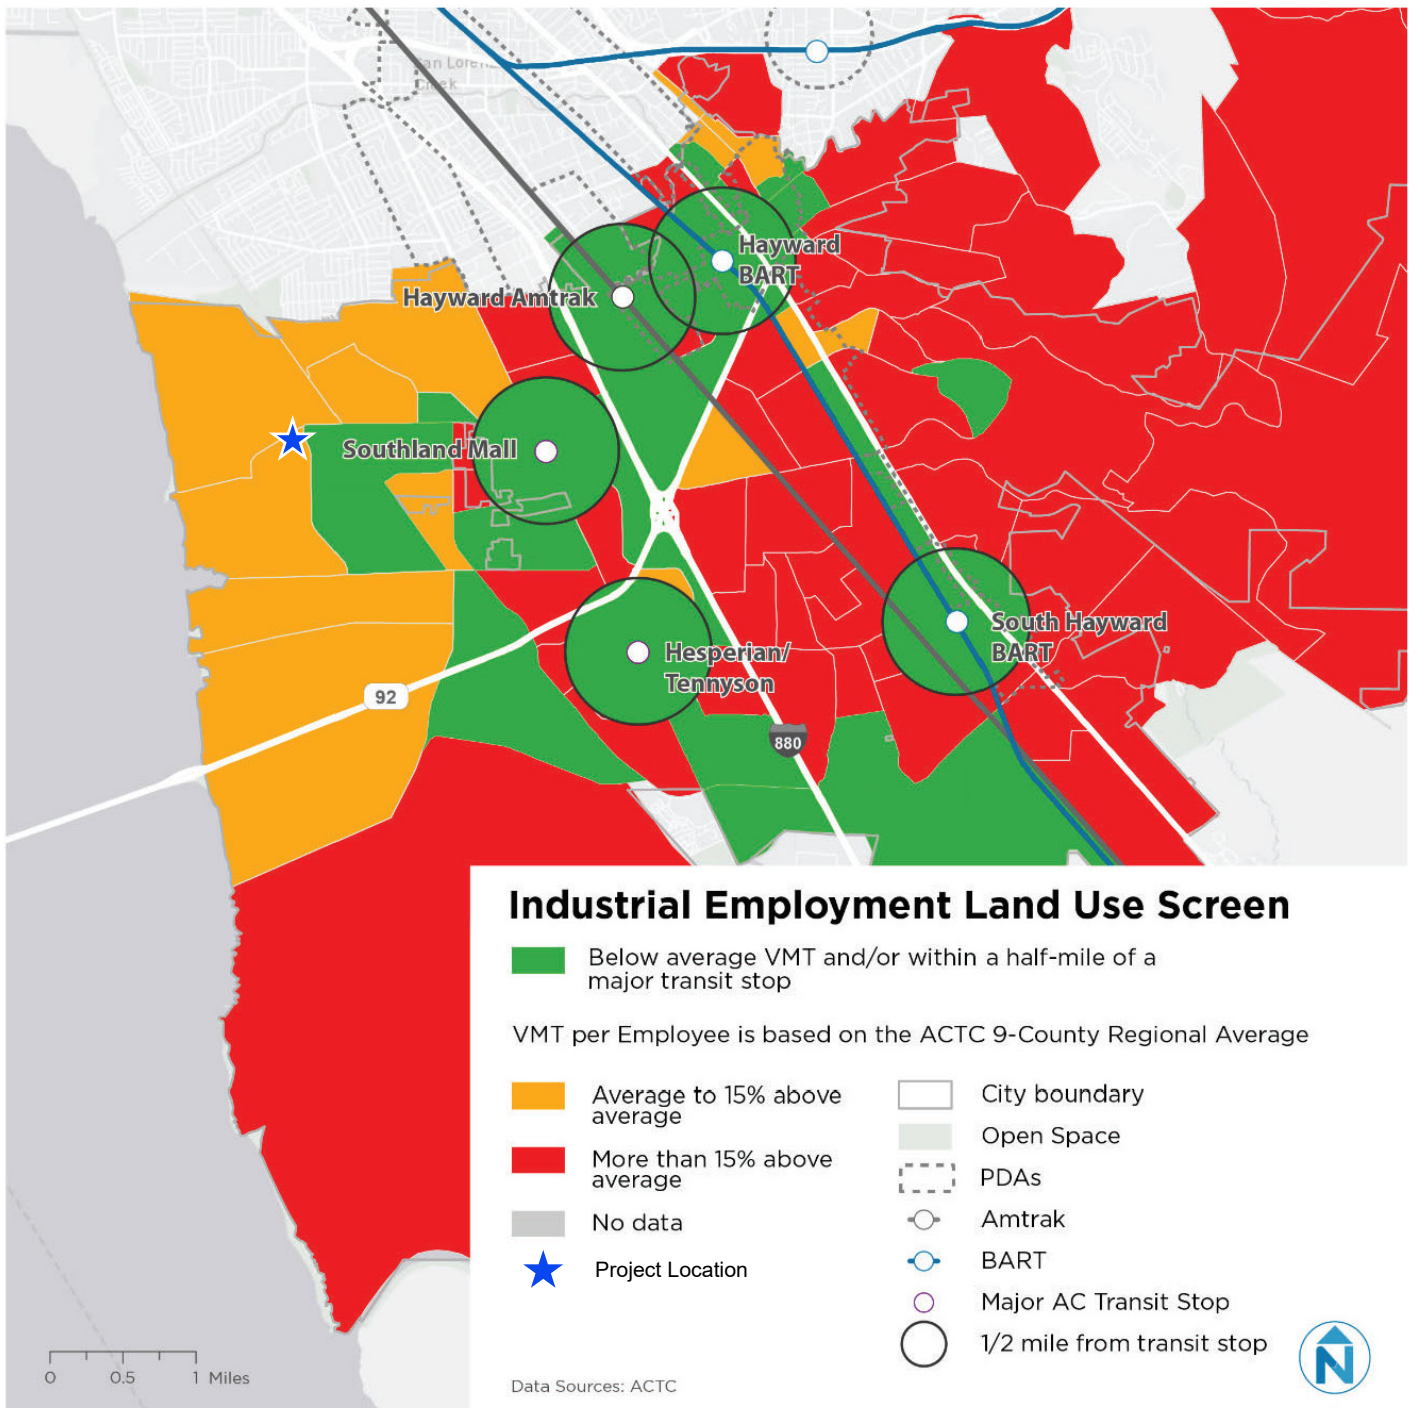 San Lorenzo
Creek
Hayward
BART
Hayward Amtrak
Southland Mall
South Hayward
BART
Hesperian/
Tennyson
92
880
Industrial Employment Land Use Screen
Below average VMT and/or within a half-mile of a
major transit stop
VMT per Employee is based on the ACTC 9-County Regional Average
Average to 15% above
average
More than 15% above
average
No data
Project Location
City boundary
Open Space
PDAs
Amtrak
BART
Major AC Transit Stop
1/2 mile from transit stop
N
0 0.5 1 Miles
Data Sources: ACTC